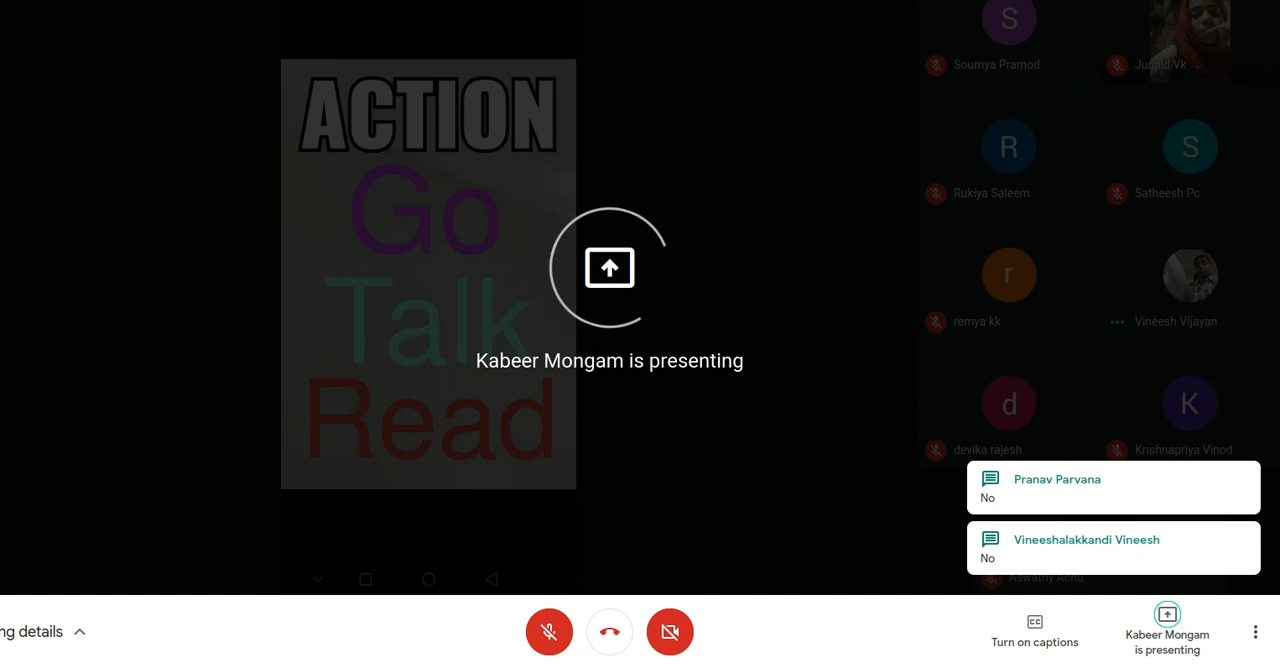 ACTION
Go
Talk
Read
Kabeer Mongam is presenting
S
Soumya Pramod
Junaid Vk
R
Rukiya Saleem
S
Satheesh Pc
r
remya kk
Vineesh Vijayan
d
devika rajesh
K
Krishnapriya Vinod
Pranav Parvana
No
Vineeshalakkandi Vineesh
No
Aswathy Achu
ng details
CC
Turn on captions
Kabeer Mongam
is presenting